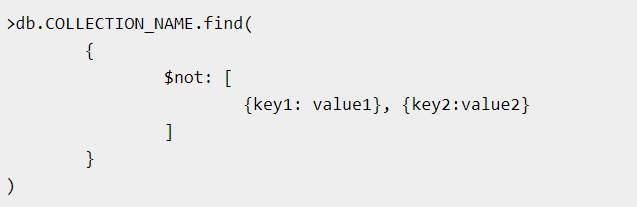 >db.COLLECTION_NAME.find(
{
$not: [
{key1: value1}, {key2:value2}
]
}
)